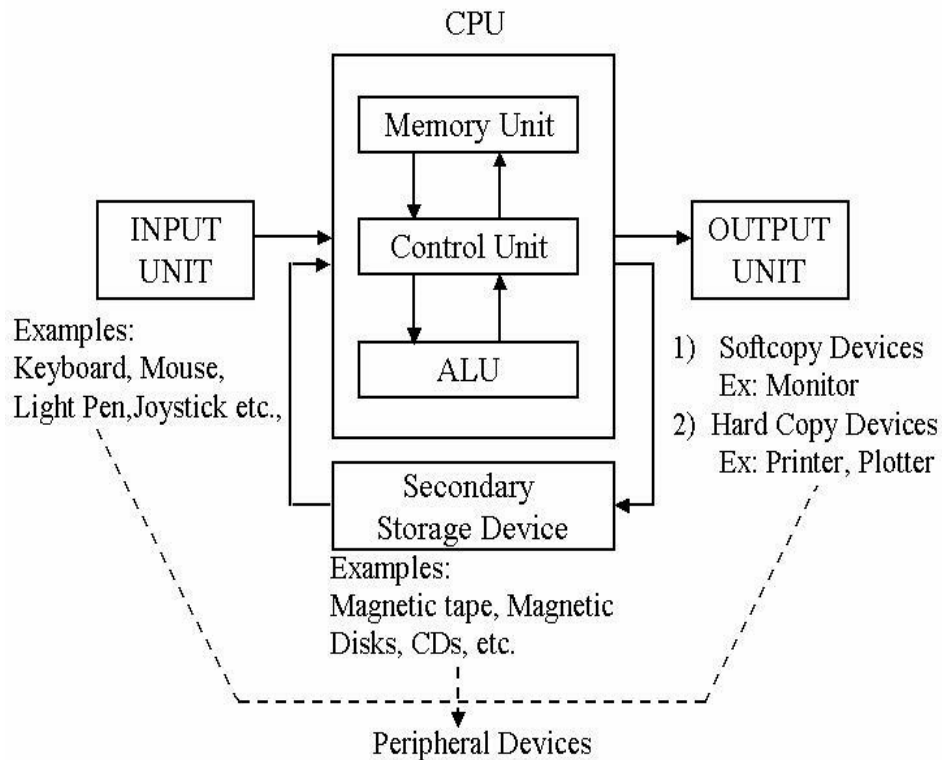 CPU
Memory Unit
Control Unit
ALU
INPUT
UNIT
Examples:
Keyboard, Mouse,
Light Pen,Joystick etc.,
OUTPUT
UNIT
1) Softcopy Devices
Ex: Monitor
2) Hard Copy Devices
Ex: Printer, Plotter
Secondary
Storage Device
Examples:
Magnetic tape, Magnetic
Disks, CDs, etc.
Peripheral Devices